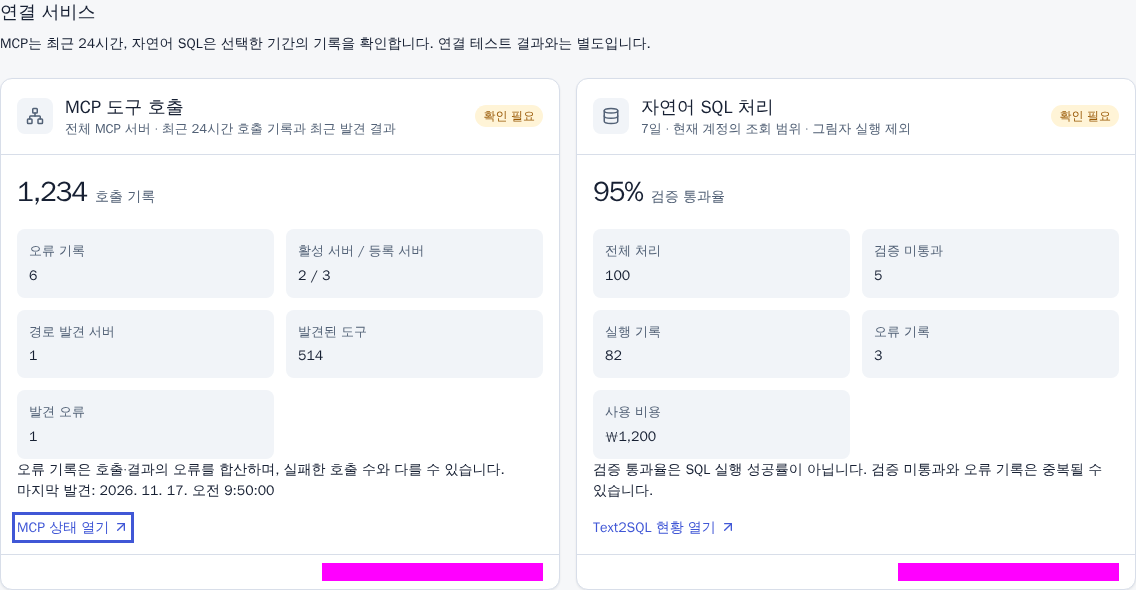 연결 서비스
MCP는 최근 24시간, 자연어 SQL은 선택한 기간의 기록을 확인합니다. 연결 테스트 결과와는 별도입니다.
MCP 도구 호출
전체 MCP 서버 · 최근 24시간 호출 기록과 최근 발견 결과
확인 필요
1,234 호출 기록
오류 기록
6
활성 서버 / 등록 서버
2 / 3
경로 발견 서버
1
발견된 도구
514
발견 오류
1
오류 기록은 호출·결과의 오류를 합산하며, 실패한 호출 수와 다를 수 있습니다.
마지막 발견: 2026. 11. 17. 오전 9:50:00
MCP 상태 열기
자연어 SQL 처리
7일 · 현재 계정의 조회 범위 · 그림자 실행 제외
확인 필요
95% 검증 통과율
전체 처리
100
검증 미통과
5
실행 기록
82
오류 기록
3
사용 비용
₩1,200
검증 통과율은 SQL 실행 성공률이 아닙니다. 검증 미통과와 오류 기록은 중복될 수
있습니다.
Text2SQL 현황 열기